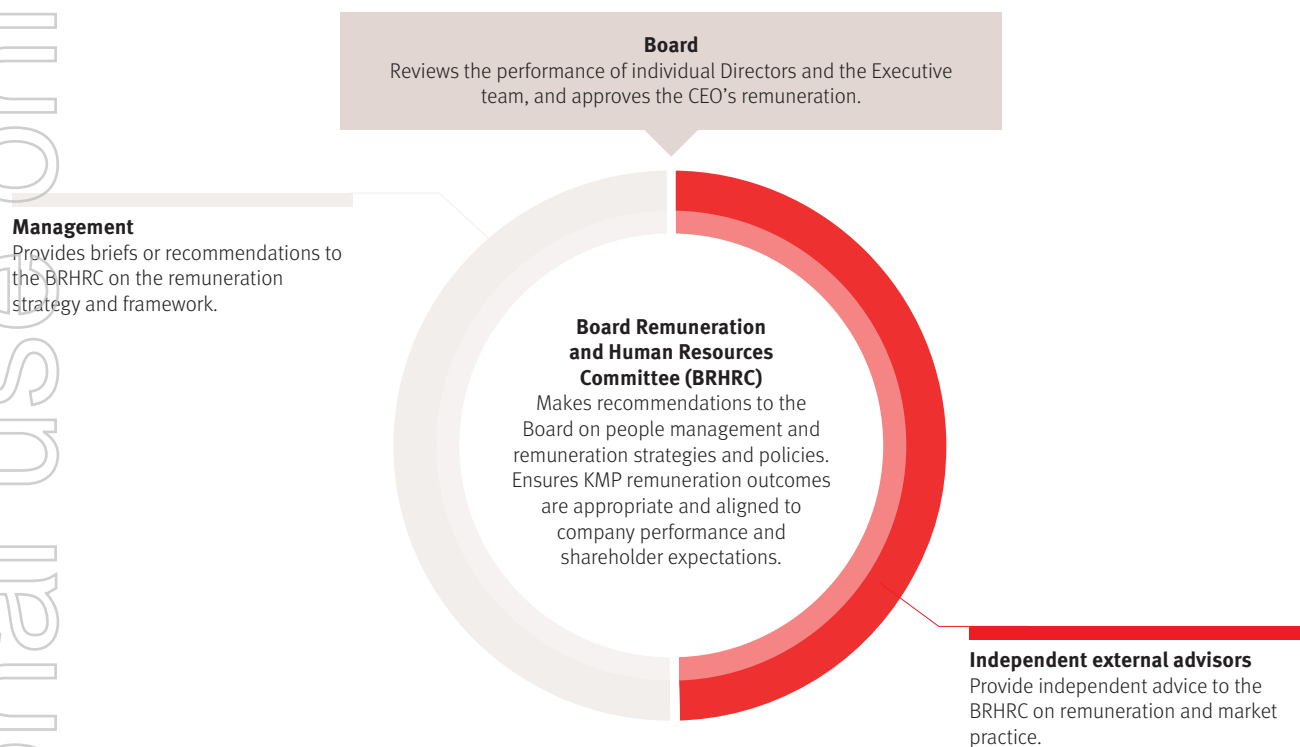 Board
Reviews the performance of individual Directors and the Executive
team, and approves the CEO’s remuneration.
Management
Provides briefs or recommendations to
the BRHRC on the remuneration
strategy and framework.
Board Remuneration
and Human Resources
Committee (BRHRC)
Makes recommendations to the
Board on people management and
remuneration strategies and policies.
Ensures KMP remuneration outcomes
are appropriate and aligned to
company performance and
shareholder expectations.
Independent external advisors
Provide independent advice to the
BRHRC on remuneration and market
practice.